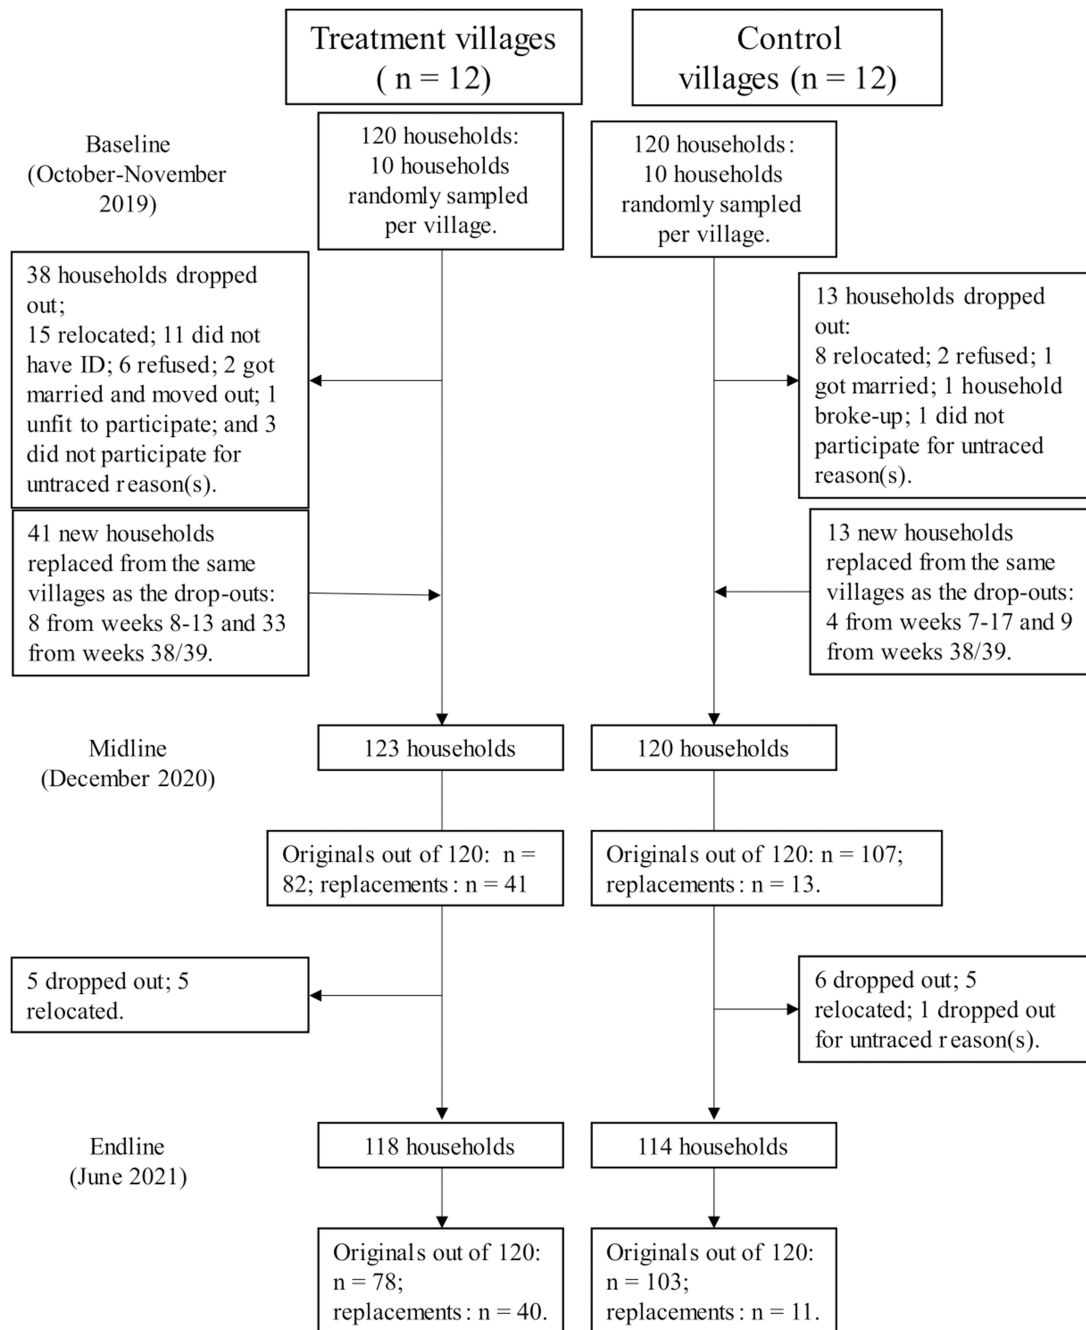 Treatment villages
( n = 12)
Control
villages (n = 12)
Baseline
(October-November
2019)
120 households:
10 households
randomly sampled
per village.
120 households:
10 households
randomly sampled
per village.
38 households dropped
out;
15 relocated; 11 did not
have ID; 6 refused; 2 got
married and moved out; 1
unfit to participate; and 3
did not participate for
untraced reason(s).
13 households dropped
out:
8 relocated; 2 refused; 1
got married; 1 household
broke-up; 1 did not
participate for untraced
reason(s).
41 new households
replaced from the same
villages as the drop-outs:
8 from weeks 8-13 and 33
from weeks 38/39.
13 new households
replaced from the same
villages as the drop-outs:
4 from weeks 7-17 and 9
from weeks 38/39.
Midline
(December 2020)
123 households
120 households
Originals out of 120: n =
82; replacements: n = 41
Originals out of 120: n = 107;
replacements: n = 13.
5 dropped out; 5
relocated.
6 dropped out; 5
relocated; 1 dropped out
for untraced reason(s).
Endline
(June 2021)
118 households
114 households
Originals out of 120:
n = 78;
replacements: n = 40.
Originals out of 120:
n = 103;
replacements: n = 11.